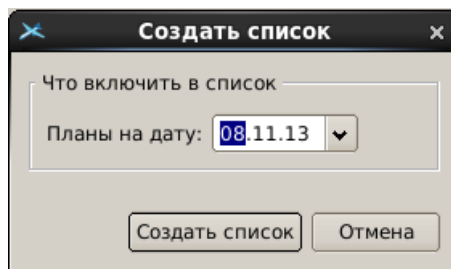 Создать список
Что включить в список
Планы на дату: 08.11.13
Создать список Отмена